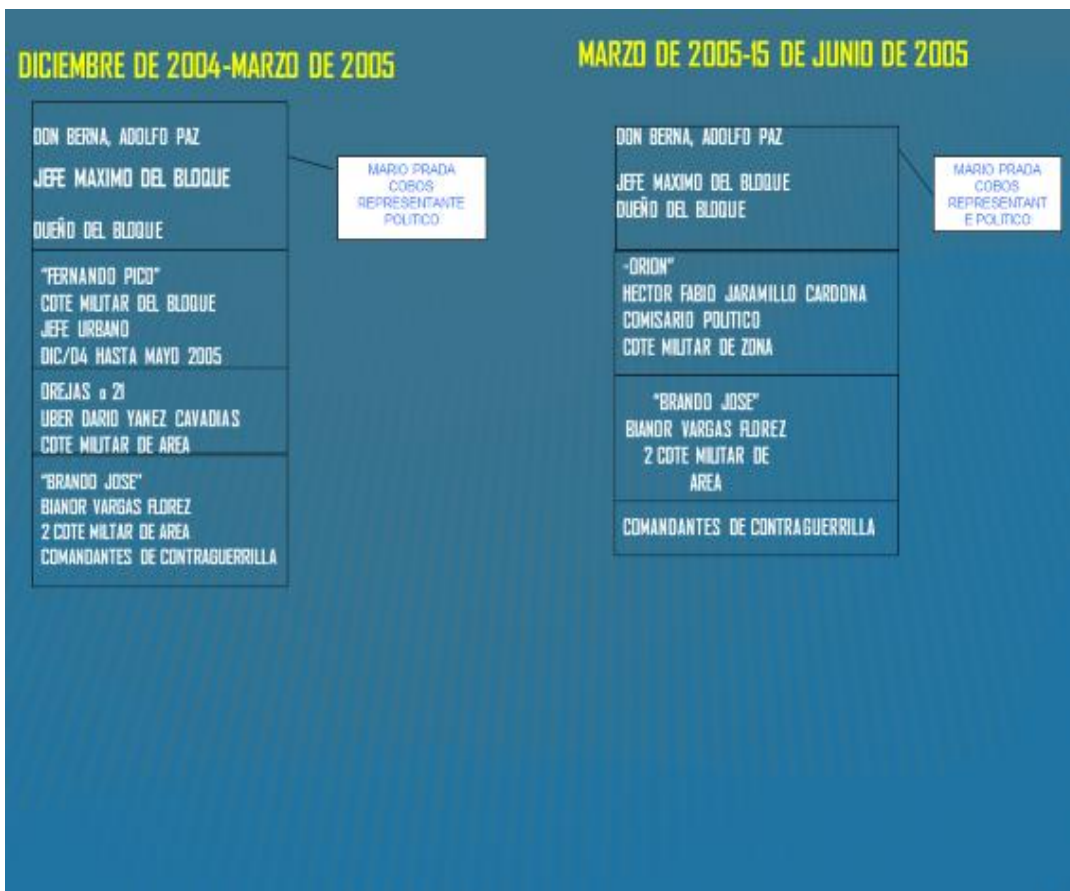 DICIEMBRE DE 2004-MARZO DE 2005
DON BERNA, ADOLFO PAZ
JEFE MAXIMO DEL BLOQUE
DUEÑO DEL BLOQUE
MARIO PRADA
COBOS
REPRESENTANTE
POLITICO
"FERNANDO PICO"
CDTE MILITAR DEL BLOQUE
JEFE URBANO
DIC/04 HASTA MAYO 2005
OREJAS o 21
UBER DARIO YANEZ CAVADIAS
CDTE MILITAR DE AREA
"BRANDO JOSE"
BIANOR VARGAS FLOREZ
2 CDTE MILTAR DE AREA
COMANDANTES DE CONTRAGUERRILLA
MARZO DE 2005-15 DE JUNIO DE 2005
DON BERNA, ADOLFO PAZ
JEFE MAXIMO DEL BLOQUE
DUEÑO DEL BLOQUE
MARIO PRADA
COBOS
REPRESENTANT
E POLITICO
-ORION"
HECTOR FABIO JARAMILLO CARDONA
COMISARIO POLITICO
CDTE MILITAR DE ZONA
"BRANDO JOSE"
BIANOR VARGAS FLOREZ
2 CDTE MILITAR DE
AREA
COMANDANTES DE CONTRAGUERRILLA